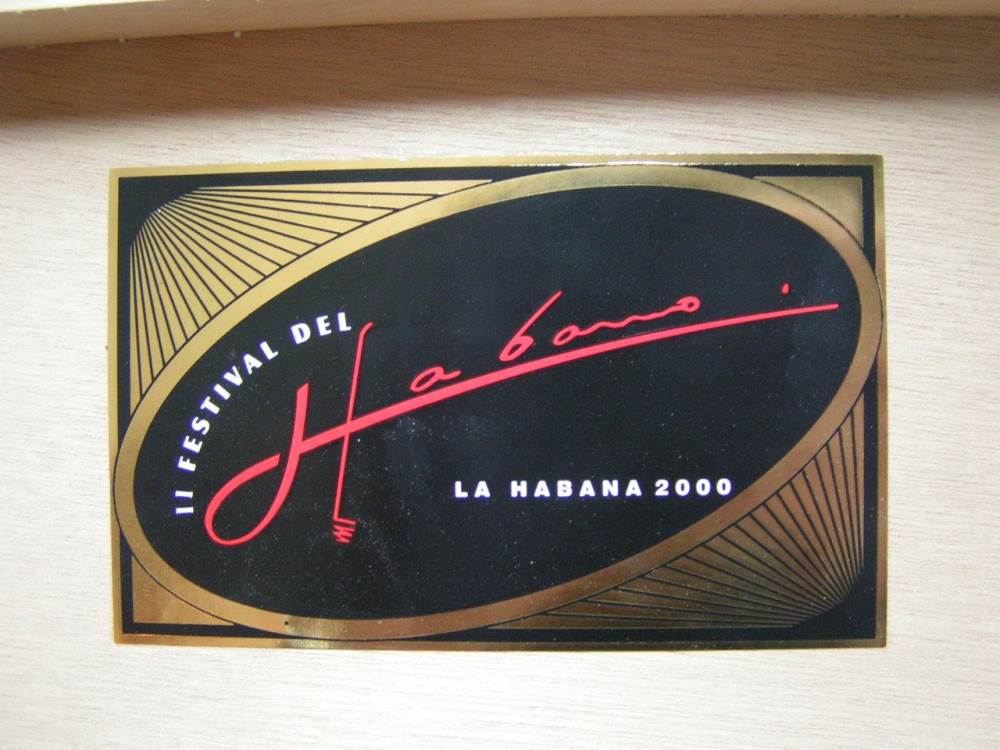 II FESTIVAL DEL
Habano
LA HABANA 2000